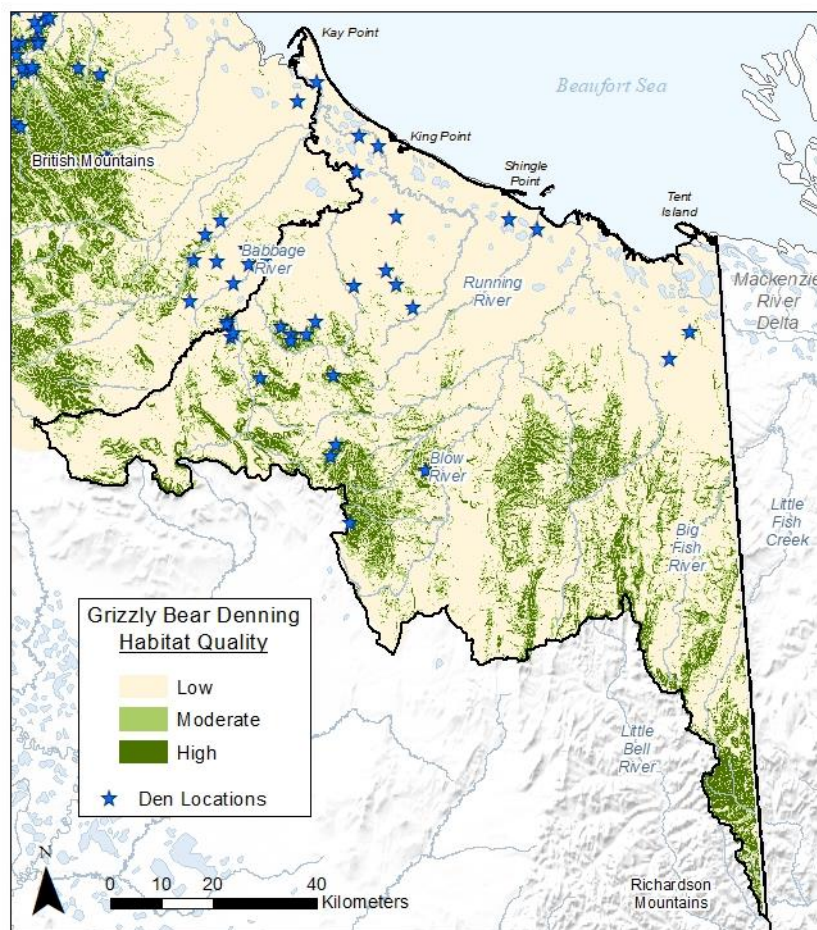 Kay Point
Beaufort Sea
King Point
British Mountains
Shingle
Point
Tent
Island
Babbage
River
Running
River
Mackenzie
River
Delta
Blow
River
Little
Fish
Creek
Big
Fish
River
Grizzly Bear Denning
Habitat Quality
Low
Moderate
High
Den Locations
Little
Bell
River
N
0 10 20 40
Kilometers
Richardson
Mountains